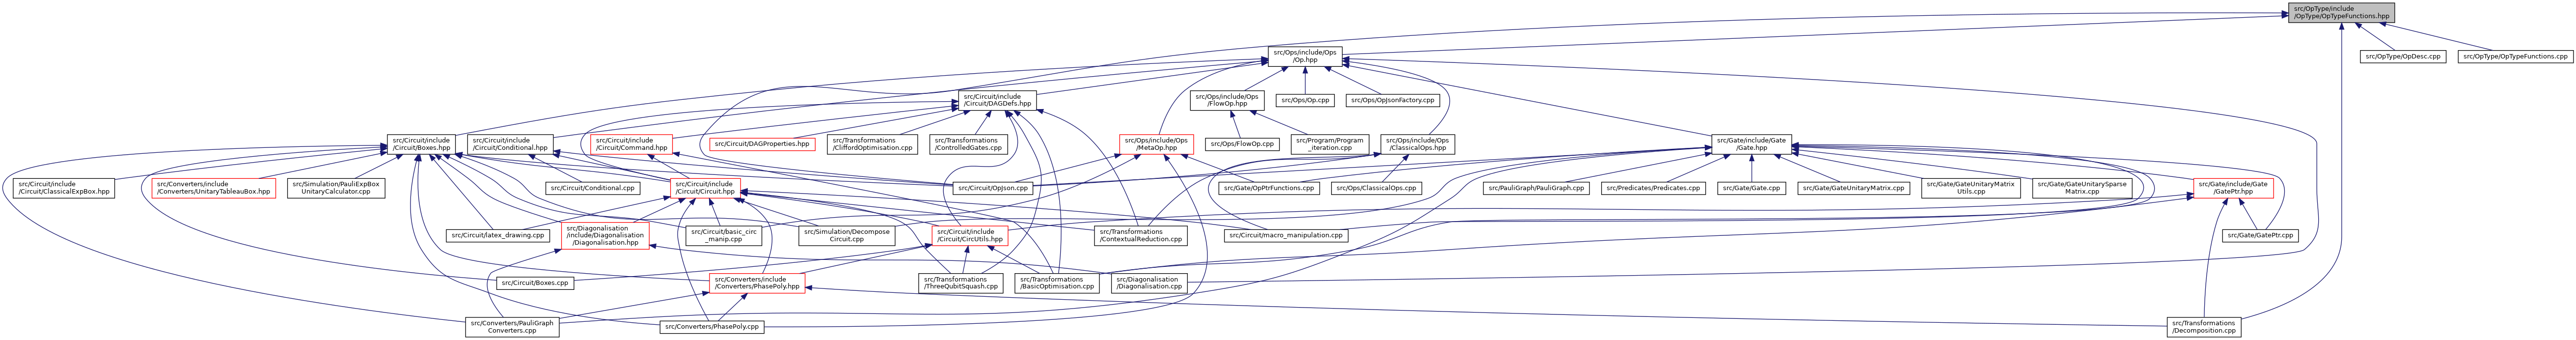 src/OpType/include
/OpType/OpTypeFunctions.hpp
src/Ops/include/Ops
/Op.hpp
src/OpType/OpDesc.cpp
src/OpType/OpTypeFunctions.cpp
src/Circuit/include
/Circuit/DAGDefs.hpp
src/Ops/include/Ops
/FlowOp.hpp
src/Ops/Op.cpp
src/Ops/OpJsonFactory.cpp
src/Circuit/include
/Circuit/Boxes.hpp
src/Circuit/include
/Circuit/Conditional.hpp
src/Circuit/include
/Circuit/Command.hpp
src/Circuit/DAGProperties.hpp
src/Transformations
/CliffordOptimisation.cpp
src/Transformations
/ControlledGates.cpp
src/Ops/include/Ops
/MetaOp.hpp
src/Ops/FlowOp.cpp
src/Program/Program
_iteration.cpp
src/Ops/include/Ops
/ClassicalOps.hpp
src/Gate/include/Gate
/Gate.hpp
src/Circuit/include
/Circuit/ClassicalExpBox.hpp
src/Converters/include
/Converters/UnitaryTableauBox.hpp
src/Simulation/PauliExpBox
UnitaryCalculator.cpp
src/Circuit/Conditional.cpp
src/Circuit/include
/Circuit/Circuit.hpp
src/Circuit/OpJson.cpp
src/Gate/OpPtrFunctions.cpp
src/Ops/ClassicalOps.cpp
src/PauliGraph/PauliGraph.cpp
src/Predicates/Predicates.cpp
src/Gate/Gate.cpp
src/Gate/GateUnitaryMatrix.cpp
src/Gate/GateUnitaryMatrix
Utils.cpp
src/Gate/GateUnitarySparse
Matrix.cpp
src/Gate/include/Gate
/GatePtr.hpp
src/Circuit/latex_drawing.cpp
src/Diagonalisation
/include/Diagonalisation
/Diagonalisation.hpp
src/Circuit/basic_circ
_manip.cpp
src/Simulation/Decompose
Circuit.cpp
src/Circuit/include
/Circuit/CircUtils.hpp
src/Transformations
/ContextualReduction.cpp
src/Circuit/macro_manipulation.cpp
src/Gate/GatePtr.cpp
src/Circuit/Boxes.cpp
src/Converters/include
/Converters/PhasePoly.hpp
src/Transformations
/ThreeQubitSquash.cpp
src/Transformations
/BasicOptimisation.cpp
src/Diagonalisation
/Diagonalisation.cpp
src/Converters/PauliGraph
Converters.cpp
src/Converters/PhasePoly.cpp
src/Transformations
/Decomposition.cpp